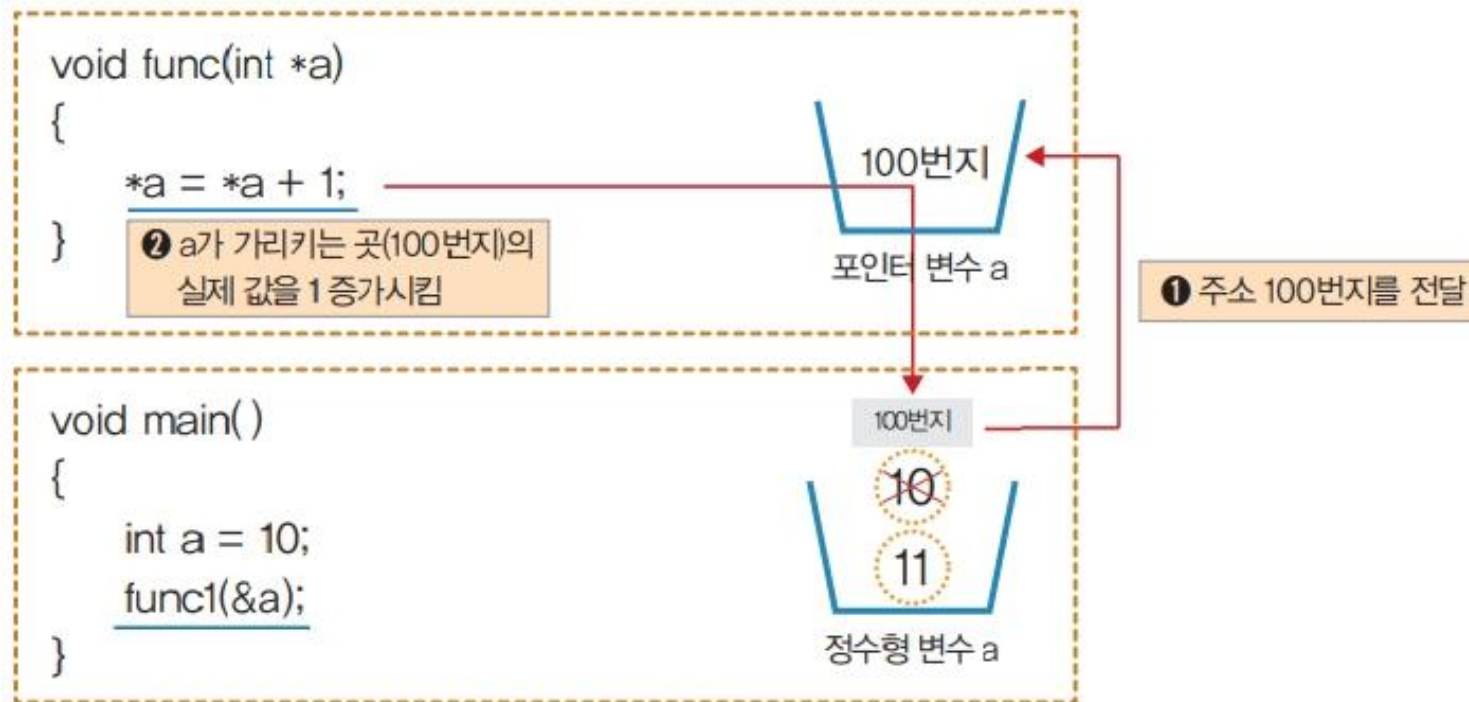 void func(int *a)
{
*a = *a + 1;
}
❷ a가 가리키는 곳(100번지)의
실제 값을 1 증가시킴
100번지
포인터 변수 a
❶ 주소 100번지를 전달
void main( )
{
int a = 10;
func1(&a);
}
100번지
10
11
정수형 변수 a